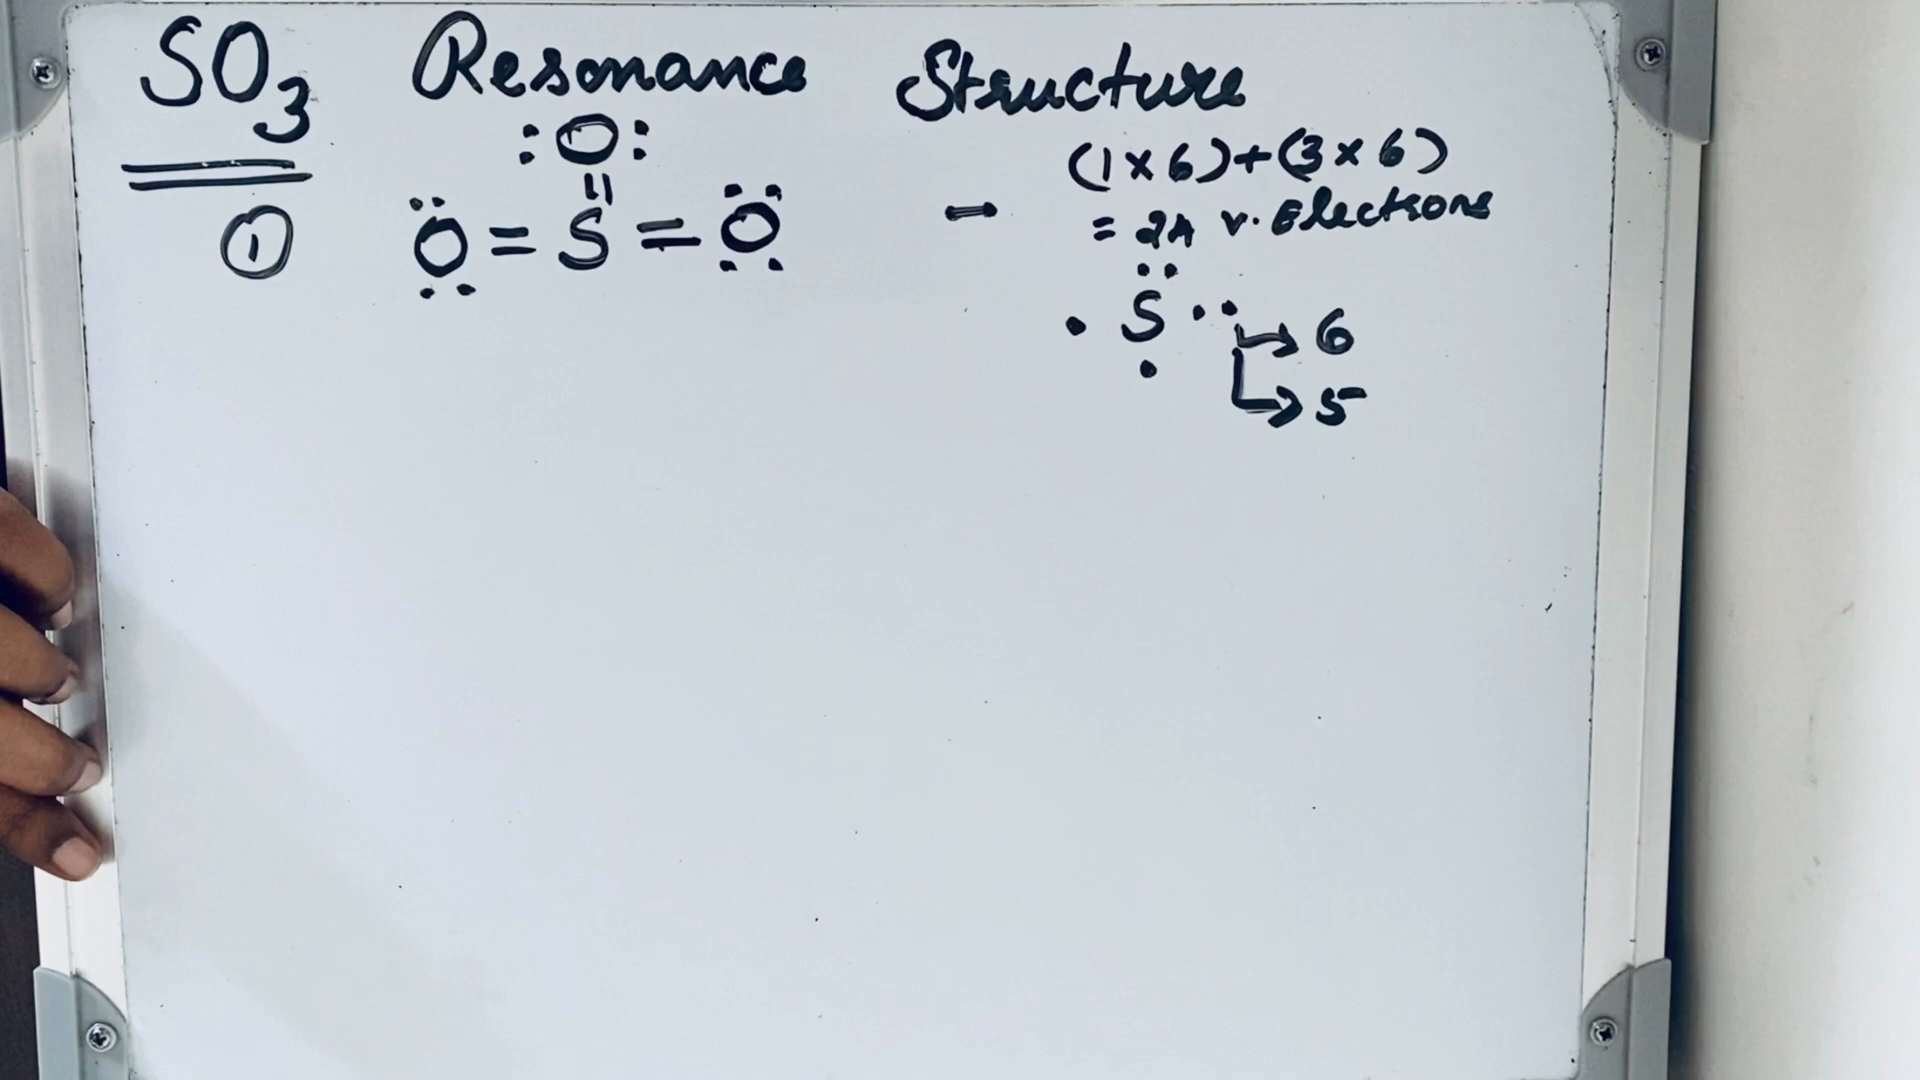 SO3 Resonance Structure
:O:
(1 x 6) + (3 x 6)
= 24 v. Electrons
① O = S = O
S → 6
→ 5